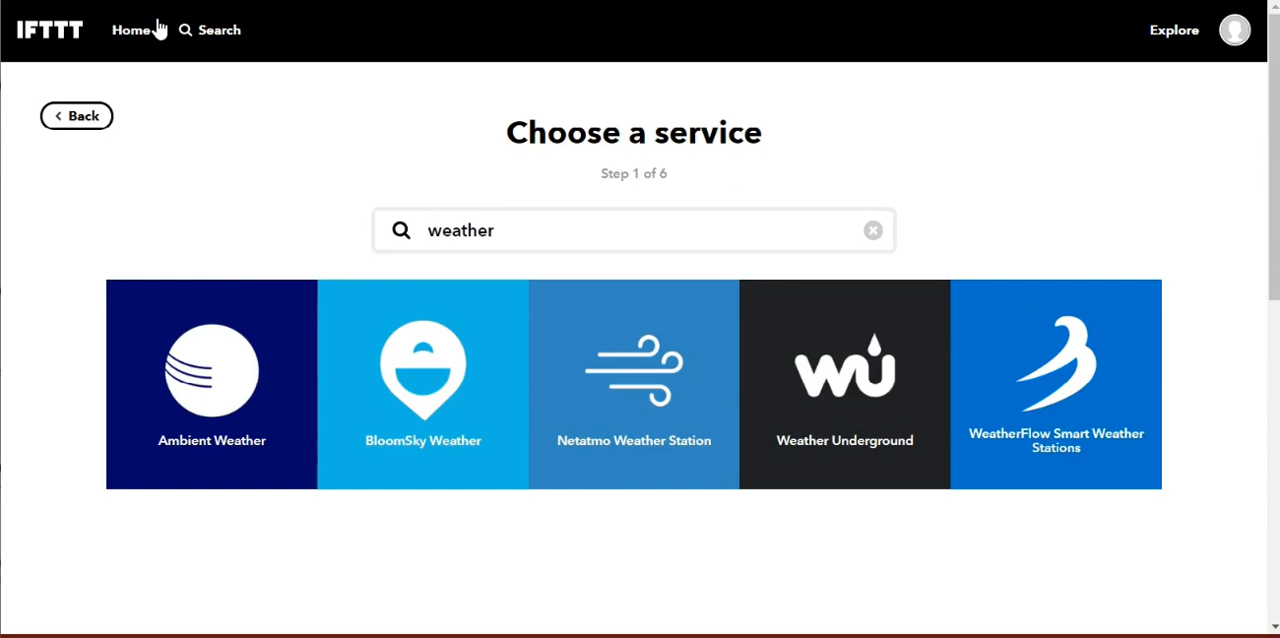 IFTTT Home Search Explore
Back
Choose a service
Step 1 of 6
weather
wu
Ambient Weather BloomSky Weather Netatmo Weather Station Weather Underground WeatherFlow Smart Weather
Stations